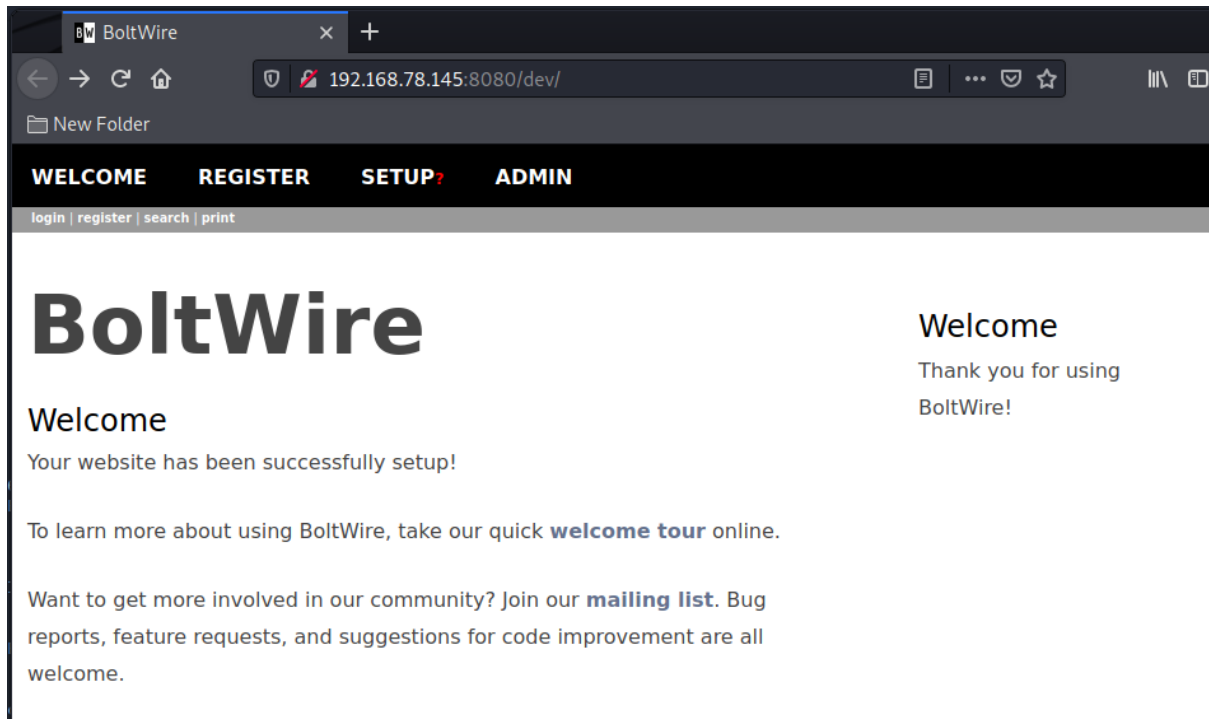 BW BoltWire
192.168.78.145:8080/dev/
New Folder
WELCOME REGISTER SETUP? ADMIN
login | register | search | print
BoltWire
Welcome
Your website has been successfully setup!
To learn more about using BoltWire, take our quick welcome tour online.
Want to get more involved in our community? Join our mailing list. Bug
reports, feature requests, and suggestions for code improvement are all
welcome.
Welcome
Thank you for using
BoltWire!